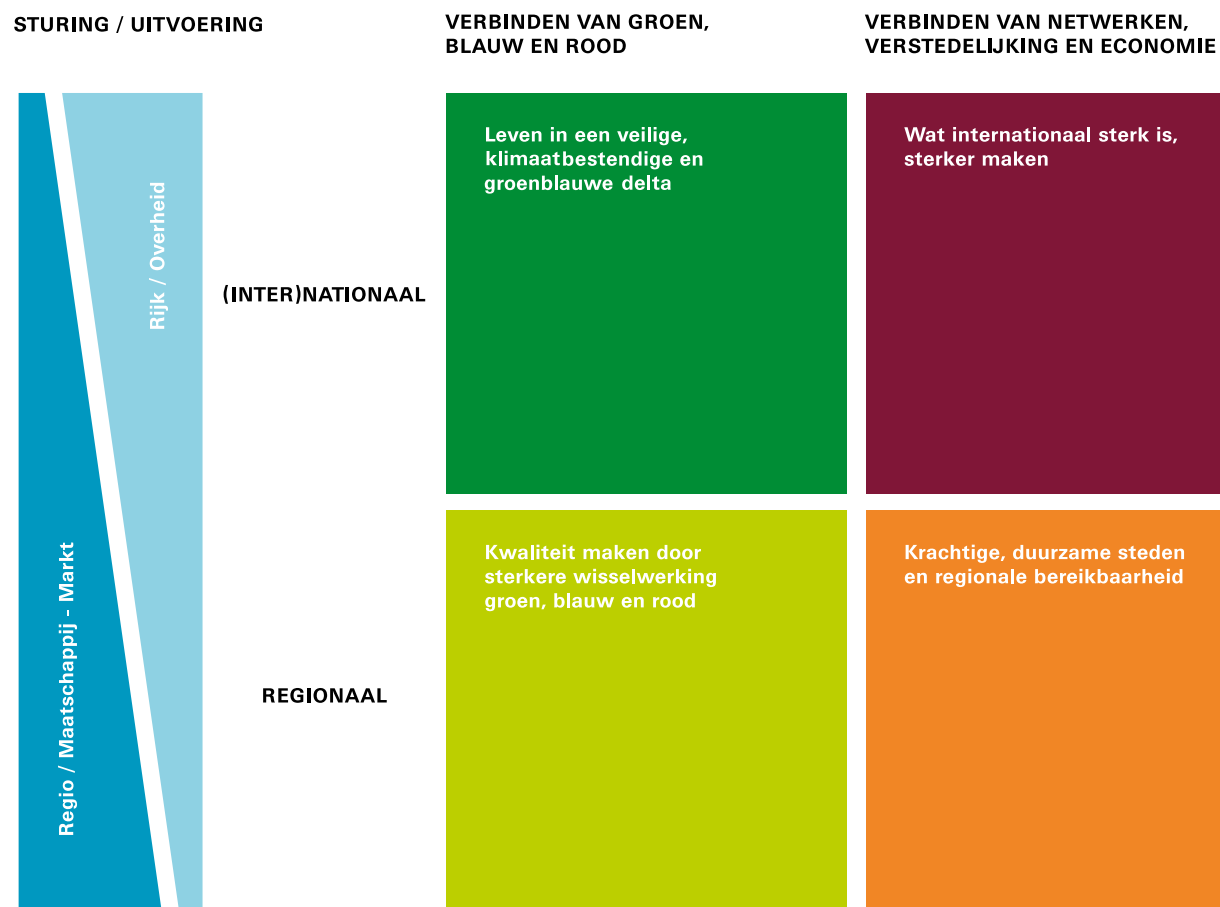 STURING / UITVOERING
VERBINDEN VAN GROEN,
BLAUW EN ROOD
VERBINDEN VAN NETWERKEN,
VERSTEDELIJKING EN ECONOMIE
Rijk / Overheid
Regio / Maatschappij - Markt
(INTER)NATIONAAL
Leven in een veilige,
klimaatbestendige en
groenblauwe delta
Wat internationaal sterk is,
sterker maken
REGIONAAL
Kwaliteit maken door
sterkere wisselwerking
groen, blauw en rood
Krachtige, duurzame steden
en regionale bereikbaarheid